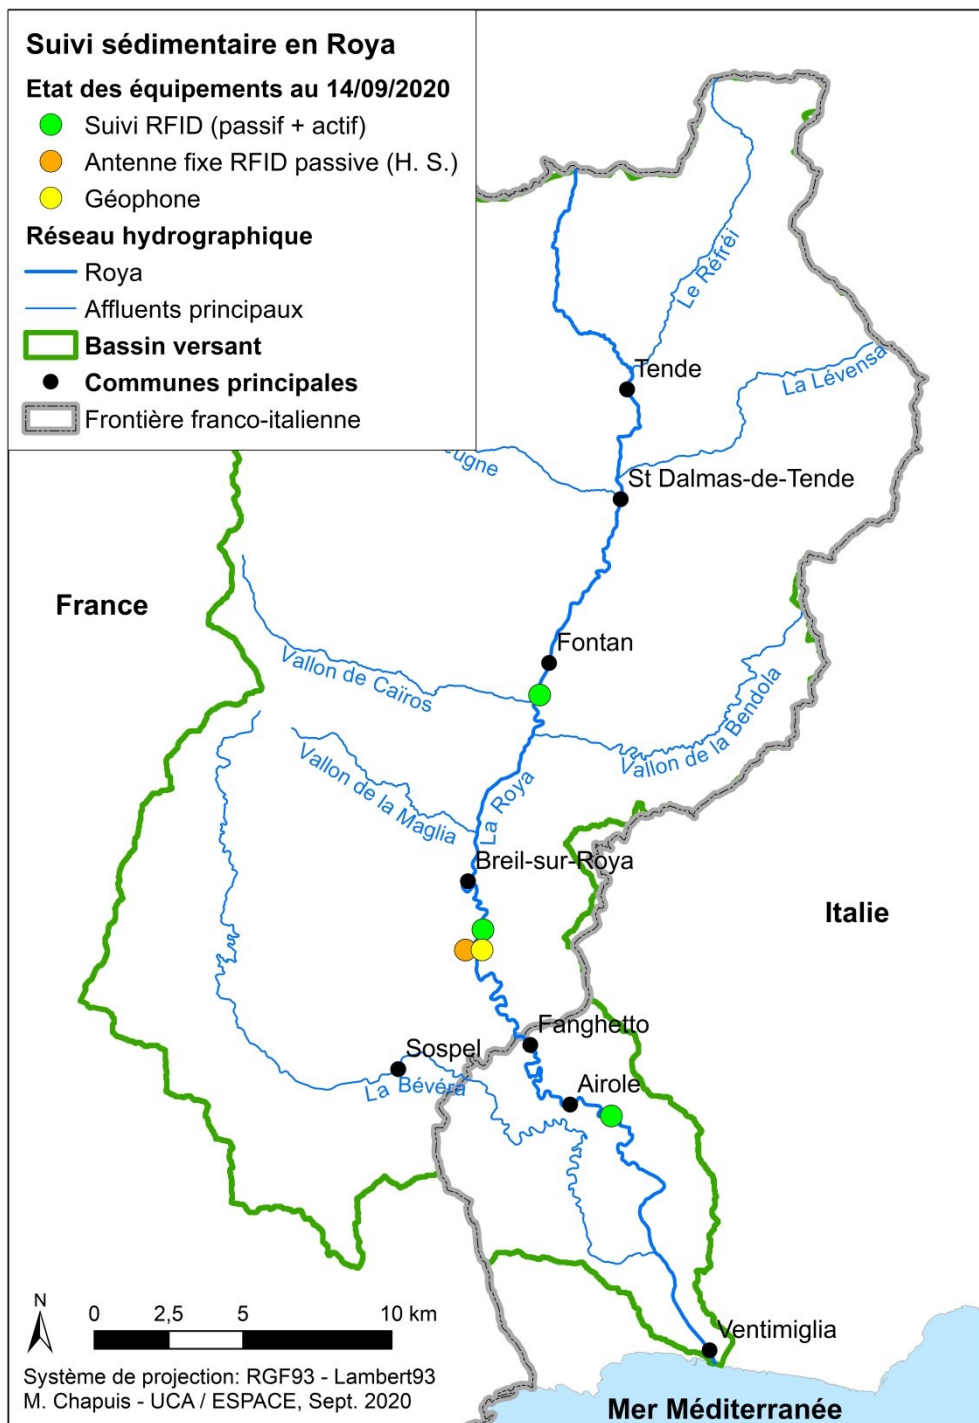 Suivi sédimentaire en Roya
Etat des équipements au 14/09/2020
Suivi RFID (passif + actif)
Antenne fixe RFID passive (H. S.)
Géophone
Réseau hydrographique
Roya
Affluents principaux
Bassin versant
Communes principales
Frontière franco-italienne
Le Réfréi
Tende
La Lévensa
St Dalmas-de-Tende
France
Fontan
Vallon de Caïros
Vallon de la Bendola
Vallon de la Maglia
La Roya
Breil-sur-Roya
Italie
Fanghetto
Sospel
La Bévéra
Airole
N
0 2,5 5 10 km
Ventimiglia
Système de projection: RGF93 - Lambert93
M. Chapuis - UCA / ESPACE, Sept. 2020
Mer Méditerranée